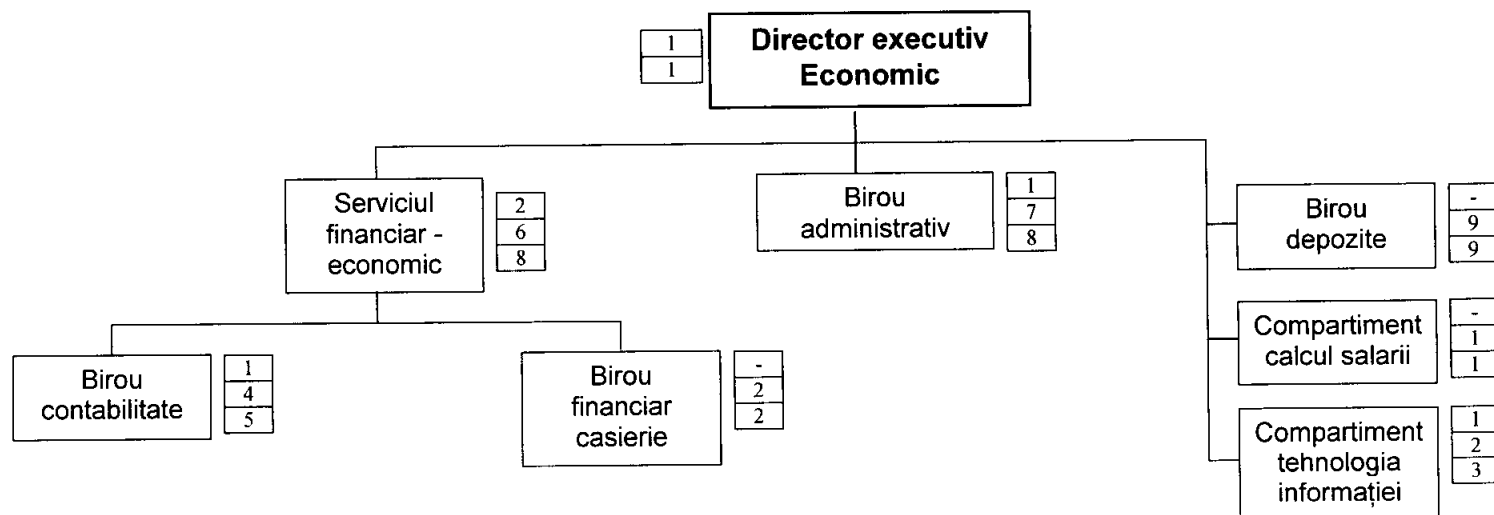 1
1
Director executiv
Economic
Serviciul
financiar -
economic
2
6
8
Birou
administrativ
1
7
8
Birou
depozite
-
9
9
Compartiment
calcul salarii
-
1
1
Compartiment
tehnologia
informației
1
2
3
Birou
contabilitate
1
4
5
Birou
financiar
casierie
-
2
2